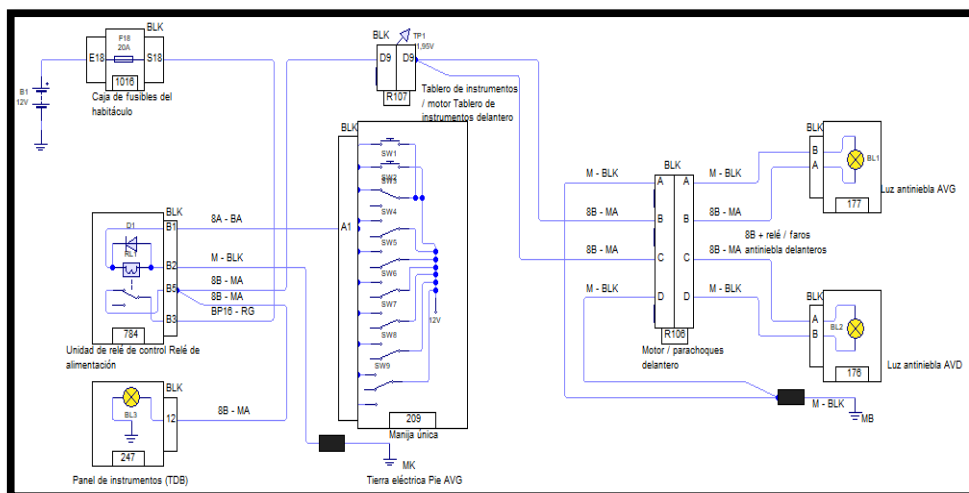 BLK
F18
20A
E18
S18
1016
Caja de fusibles del
habitáculo
B1
12V
BLK
TP1
1,95V
D9
D9
R107
Tablero de instrumentos
/ motor Tablero de
instrumentos delantero
BLK
SW1
SW2
SW3
SW4
SW5
SW6
SW7
SW8
SW9
A1
12V
209
Manija única
BLK
D1
RL1
B1
B2
B5
B3
784
8A - BA
M - BLK
8B - MA
8B - MA
BP16 - RG
Unidad de relé de control Relé de
alimentación
BLK
BL3
12
247
8B - MA
Panel de instrumentos (TDB)
MK
Tierra eléctrica Pie AVG
BLK
M - BLK
A
A
M - BLK
8B - MA
B
B
8B - MA
8B - MA
C
C
8B - MA
M - BLK
D
D
M - BLK
R106
Motor / parachoques
delantero
8B + relé / faros
antiniebla delanteros
BLK
B
A
BL1
177
Luz antiniebla AVG
BLK
A
B
BL2
176
Luz antiniebla AVD
M - BLK
MB